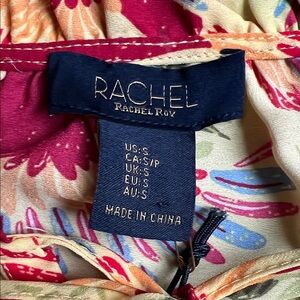 RACHEL
RACHEL ROY
US:S
CA:S/P
UK:S
EU:S
AU:S
MADE IN CHINA